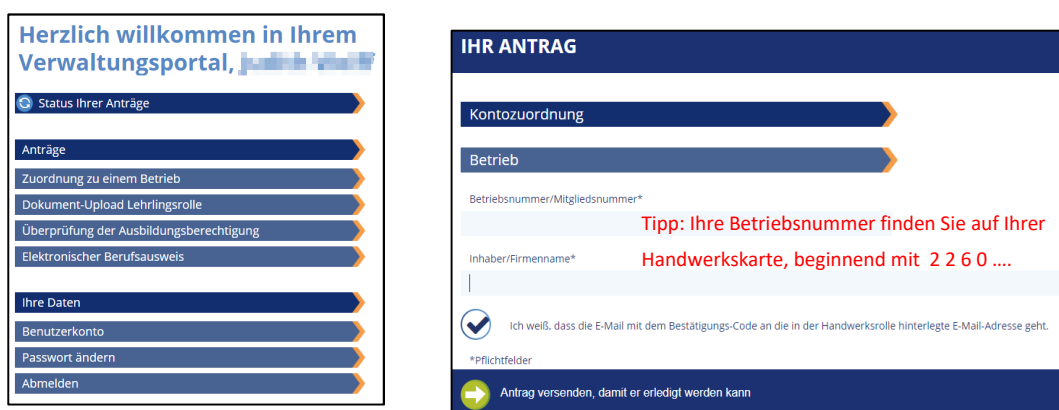 Herzlich willkommen in Ihrem
Verwaltungsportal,
Status Ihrer Anträge
Anträge
Zuordnung zu einem Betrieb
Dokument-Upload Lehrlingsrolle
Überprüfung der Ausbildungsberechtigung
Elektronischer Berufsausweis
Ihre Daten
Benutzerkonto
Passwort ändern
Abmelden
IHR ANTRAG
Kontozuordnung
Betrieb
Betriebsnummer/Mitgliedsnummer*
Tipp: Ihre Betriebsnummer finden Sie auf Ihrer
Inhaber/Firmenname*
Handwerkskarte, beginnend mit 2 2 6 0 ....
Ich weiß, dass die E-Mail mit dem Bestätigungs-Code an die in der Handwerksrolle hinterlegte E-Mail-Adresse geht.
*Pflichtfelder
Antrag versenden, damit er erledigt werden kann